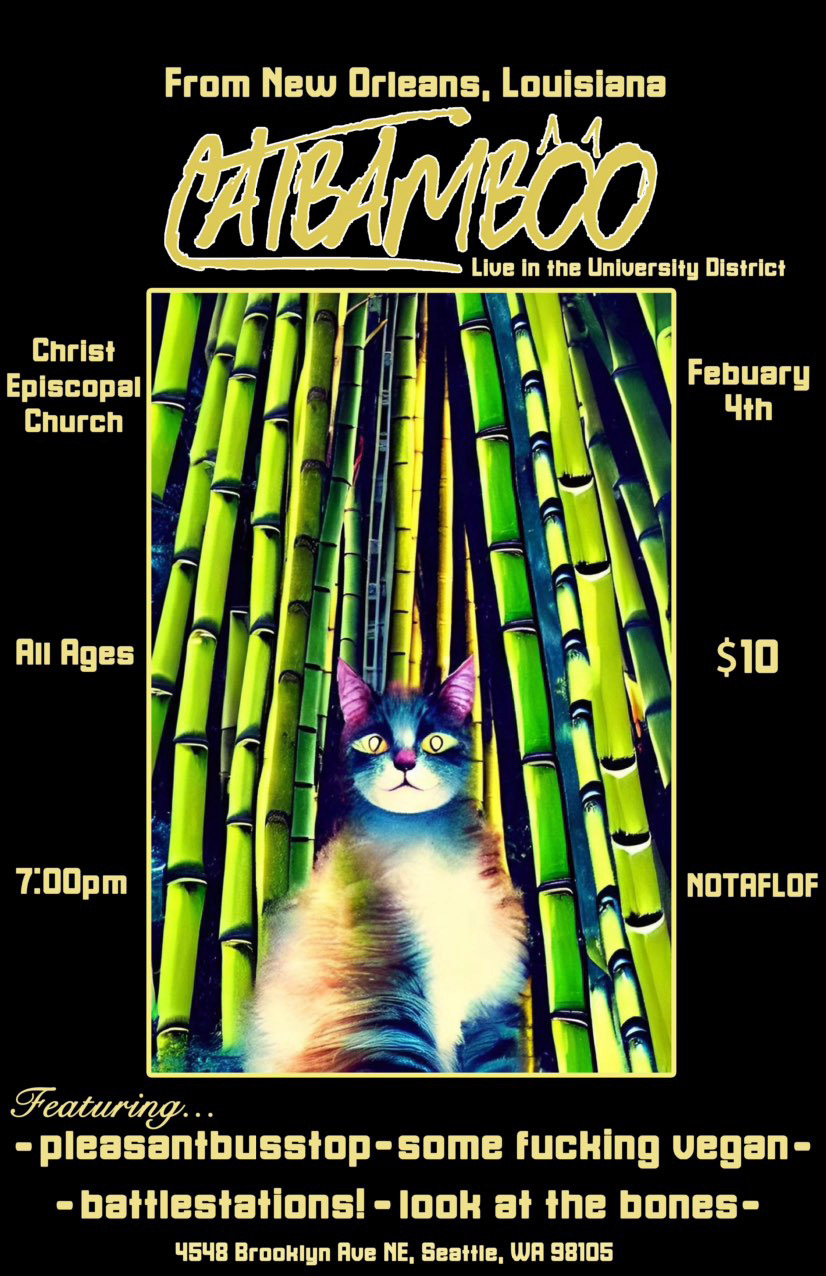 From New Orleans, Louisiana
CATBAMBOO
Live in the University District
Christ
Episcopal
Church
Febuary
4th
All Ages
$10
7:00pm
NOTAFLOF
Featuring...
-pleasantbusstop-some fucking vegan-
-battlestations!-look at the bones-
4548 Brooklyn Ave NE, Seattle, WA 98105